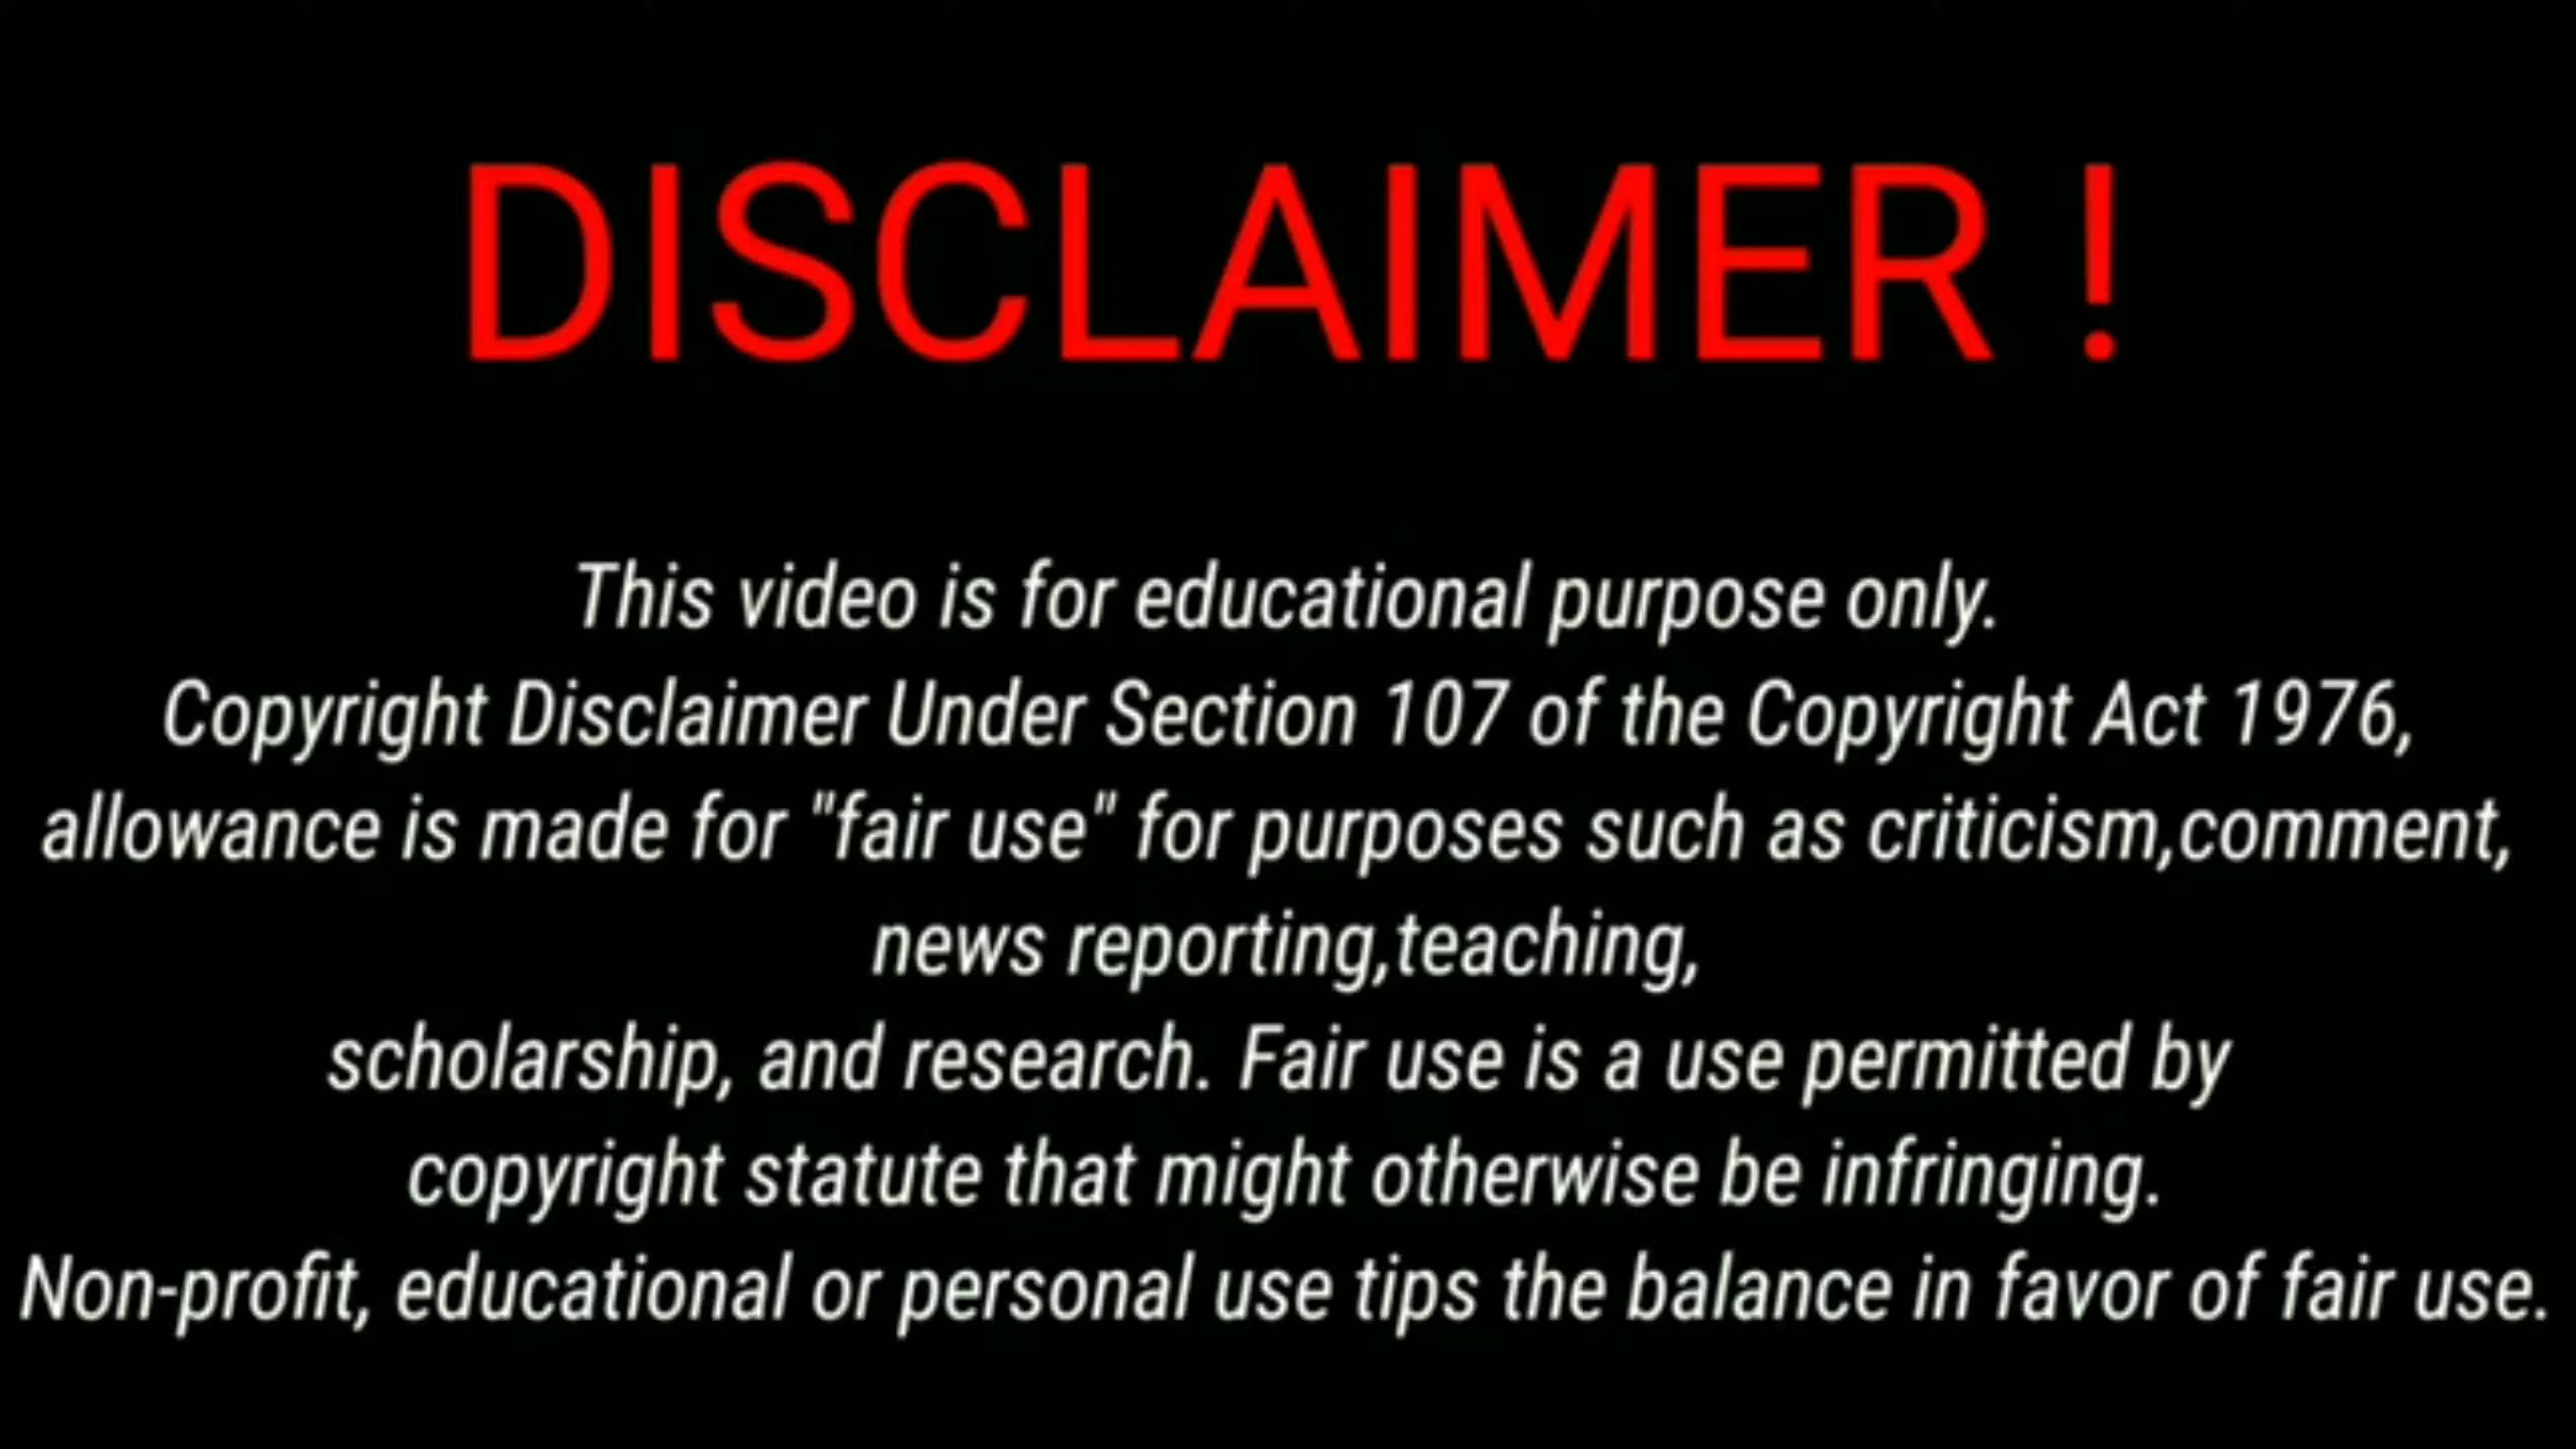 DISCLAIMER !
This video is for educational purpose only.
Copyright Disclaimer Under Section 107 of the Copyright Act 1976,
allowance is made for "fair use" for purposes such as criticism,comment,
news reporting,teaching,
scholarship, and research. Fair use is a use permitted by
copyright statute that might otherwise be infringing.
Non-profit, educational or personal use tips the balance in favor of fair use.